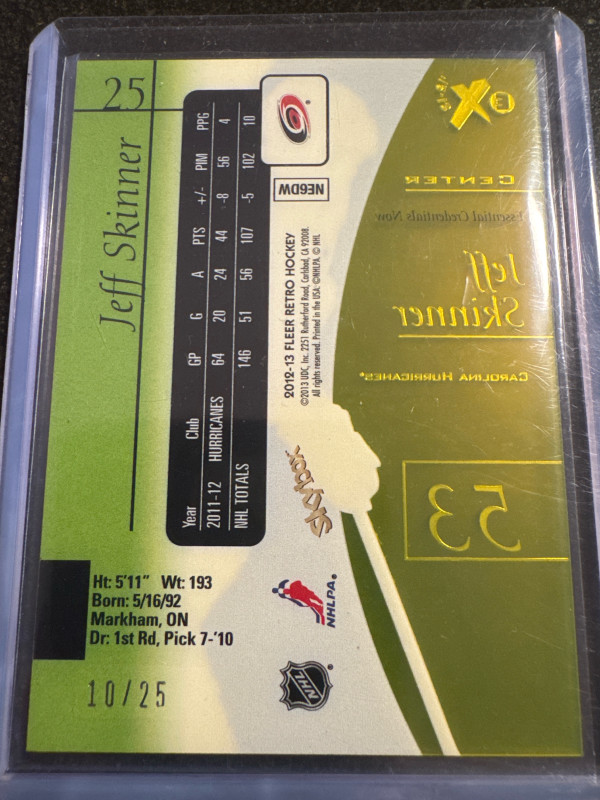 25
Jeff Skinner
Year Club GP G A PTS +/- PIM PPG
2011-12 HURRICANES 64 20 24 44 -8 56 4
NHL TOTALS 146 51 56 107 -5 102 10
NE6DW
2012-13 FLEER RETRO HOCKEY
©2013 UDC, Inc. 2251 Rutherford Road, Carlsbad, CA 92008.
All rights reserved. Printed in the USA. ©NHLPA. © NHL
Skybox
NHLPA®
NHL
Ht: 5'11" Wt: 193
Born: 5/16/92
Markham, ON
Dr: 1st Rd, Pick 7-'10
10/25
E X
CENTER
Essential Credentials Now
Jeff
Skinner
CAROLINA HURRICANES®
53